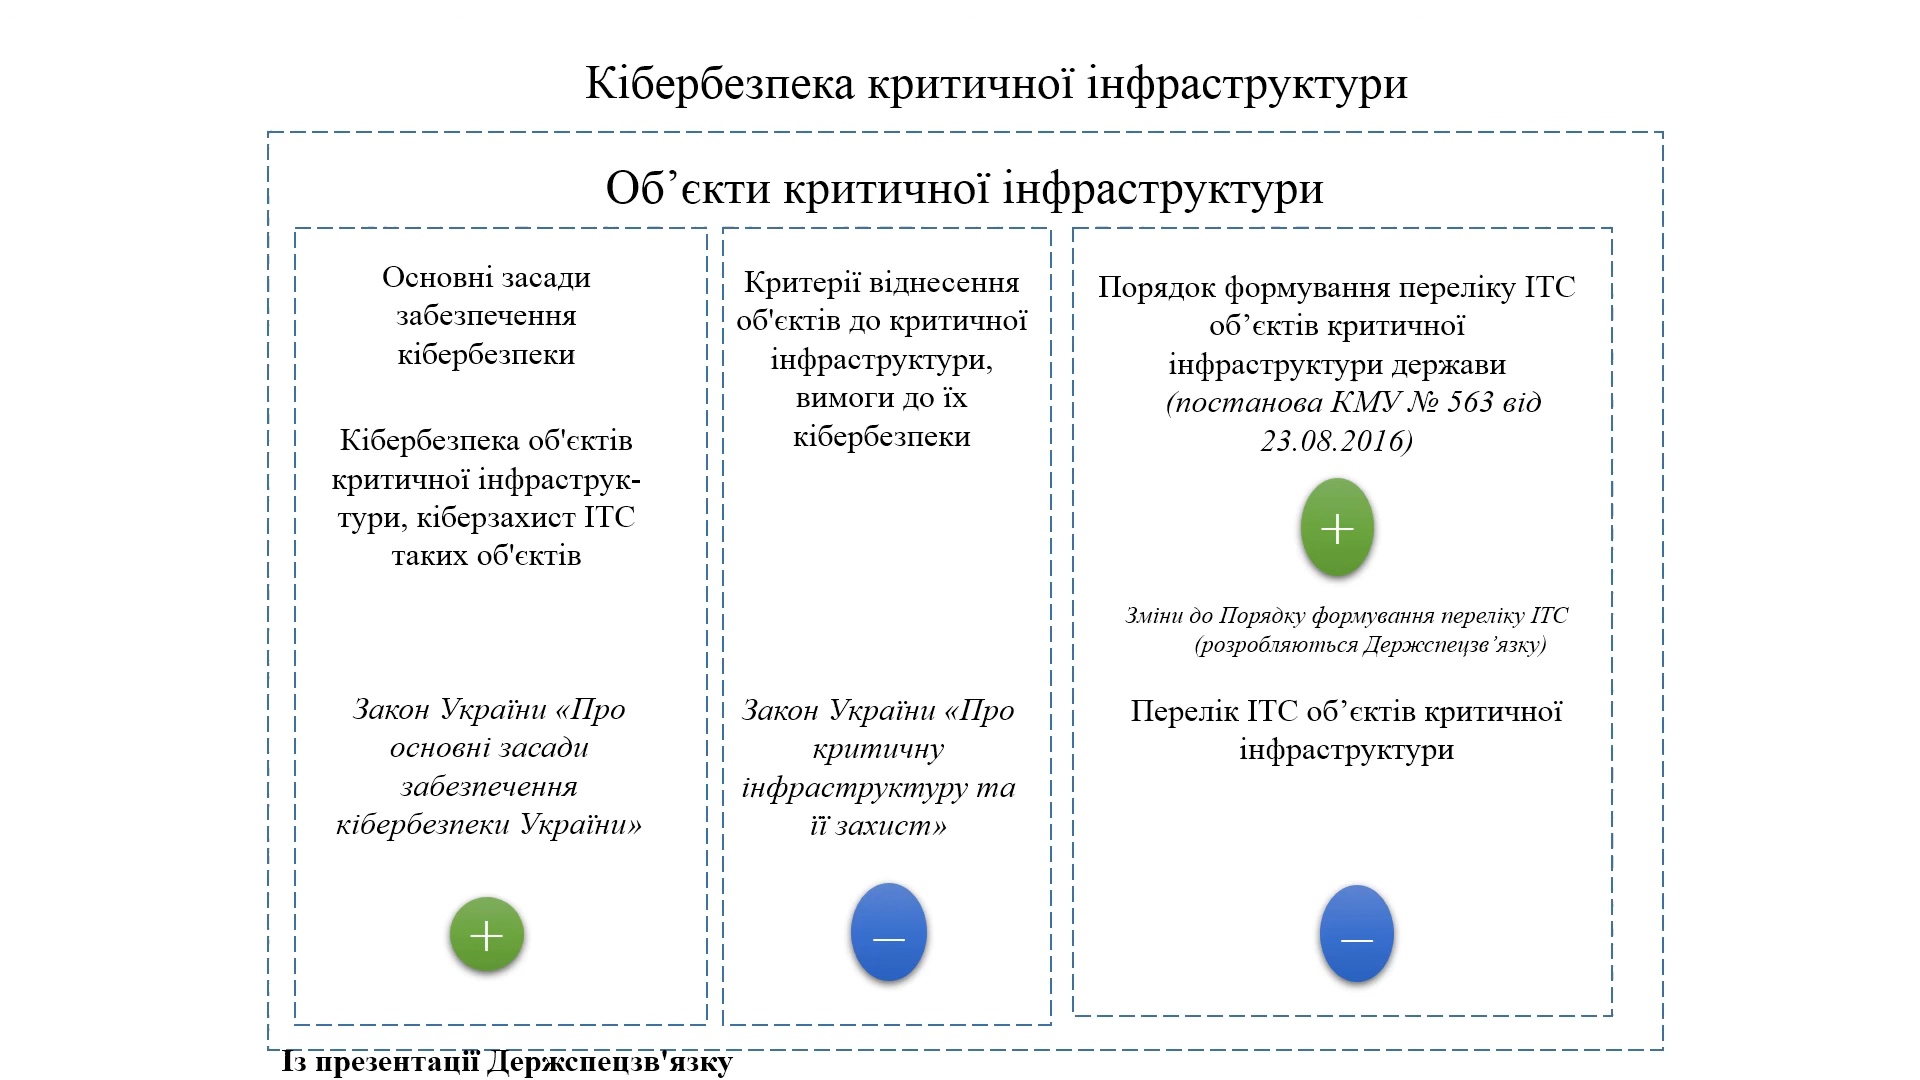 Кібербезпека критичної інфраструктури
Об’єкти критичної інфраструктури
Основні засади
забезпечення
кібербезпеки
Кібербезпека об'єктів
критичної інфраструк-
тури, кіберзахист ІТС
таких об'єктів
Закон України «Про
основні засади
забезпечення
кібербезпеки України»
+
Критерії віднесення
об'єктів до критичної
інфраструктури,
вимоги до їх
кібербезпеки
Закон України «Про
критичну
інфраструктуру та
її захист»
–
Порядок формування переліку ІТС
об’єктів критичної
інфраструктури держави
(постанова КМУ № 563 від
23.08.2016)
+
Зміни до Порядку формування переліку ІТС
(розробляються Держспецзв’язку)
Перелік ІТС об’єктів критичної
інфраструктури
–
Із презентації Держспецзв'язку